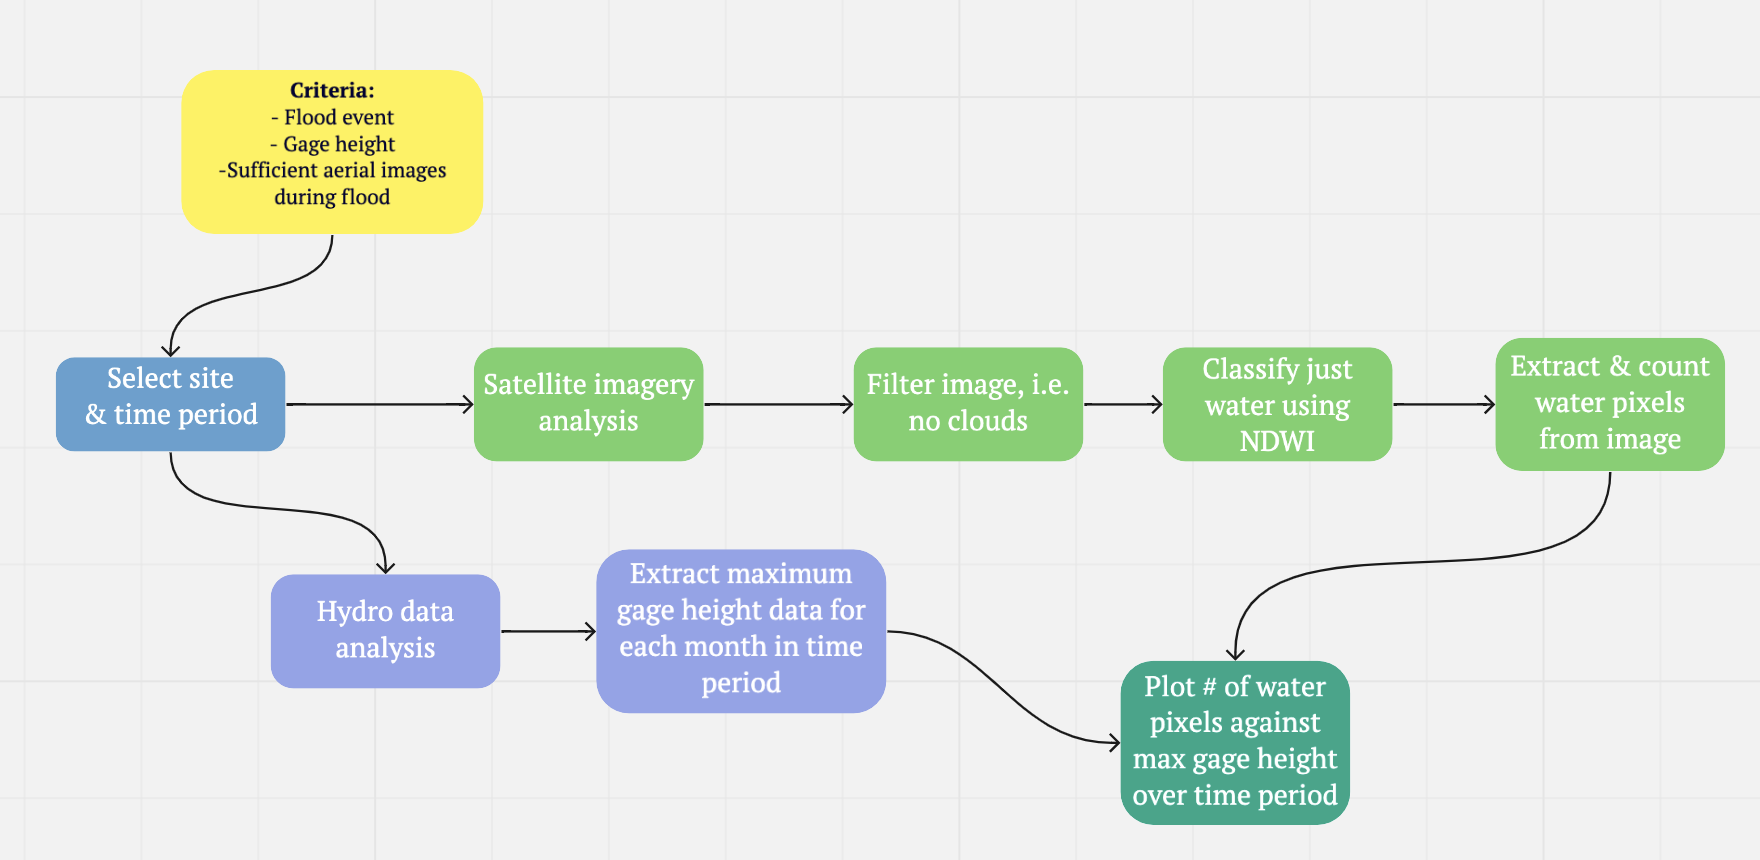 Criteria:
- Flood event
- Gage height
-Sufficient aerial images
during flood
Select site
& time period
Satellite imagery
analysis
Filter image, i.e.
no clouds
Classify just
water using
NDWI
Extract & count
water pixels
from image
Hydro data
analysis
Extract maximum
gage height data for
each month in time
period
Plot # of water
pixels against
max gage height
over time period